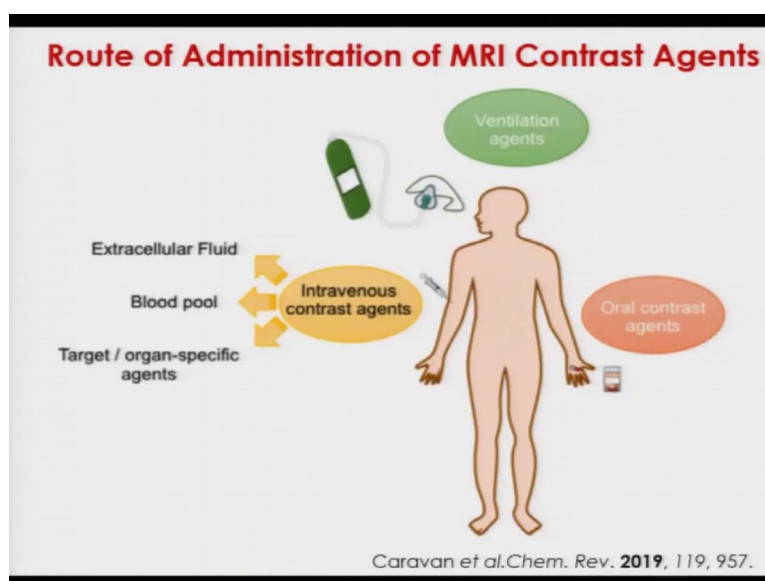 Route of Administration of MRI Contrast Agents
Ventilation
agents
Extracellular Fluid
Blood pool
Target / organ-specific
agents
Intravenous
contrast agents
Oral contrast
agents
Caravan et al.Chem. Rev. 2019, 119, 957.